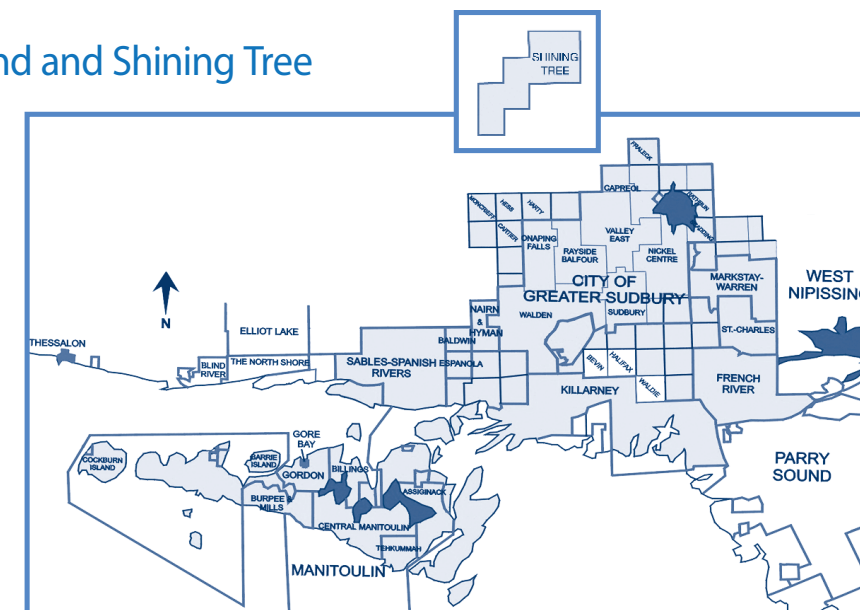 nd and Shining Tree
SHINING
TREE
FRALECK
CAPREOL
RATHBUN
MONCRIEFF
HESS
HARTY
CARTIER
ONAPING
FALLS
VALLEY
EAST
RAYSIDE
BALFOUR
NICKEL
CENTRE
MARKSTAY-
WARREN
WEST
NIPISSING
CITY OF
GREATER SUDBURY
NAIRN
&
HYMAN
WALDEN
SUDBURY
ST.-CHARLES
N
ELLIOT LAKE
THESSALON
BALDWIN
BLIND
RIVER
THE NORTH SHORE
SABLES-SPANISH
RIVERS
ESPANOLA
BEVIN
HALIFAX
WALDIE
KILLARNEY
FRENCH
RIVER
GORE
BAY
COCKBURN
ISLAND
BARRIE
ISLAND
GORDON
BILLINGS
PARRY
SOUND
BURPEE &
MILLS
ASSIGINACK
CENTRAL MANITOULIN
TEHKUMMAH
MANITOULIN